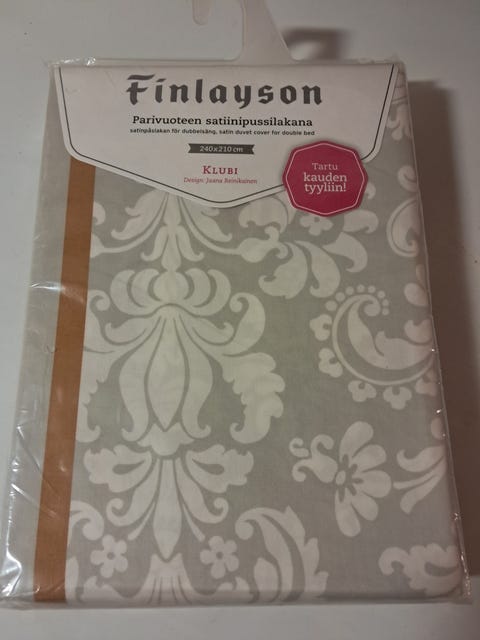 Finlayson
Parivuoteen satiinipussilakana
satinpåslakan för dubbelsäng, satin duvet cover for double bed
240x210 cm
KLUBI
Design: Jaana Reinikainen
Tartu
kauden
tyyliin!